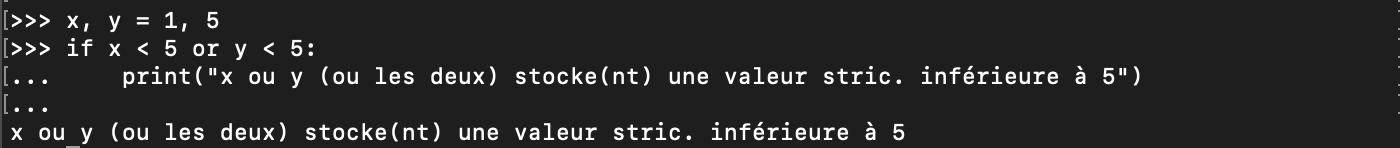 [>>> x, y = 1, 5
[>>> if x < 5 or y < 5:
[...     print("x ou y (ou les deux) stocke(nt) une valeur stric. inférieure à 5")
[...
x ou y (ou les deux) stocke(nt) une valeur stric. inférieure à 5